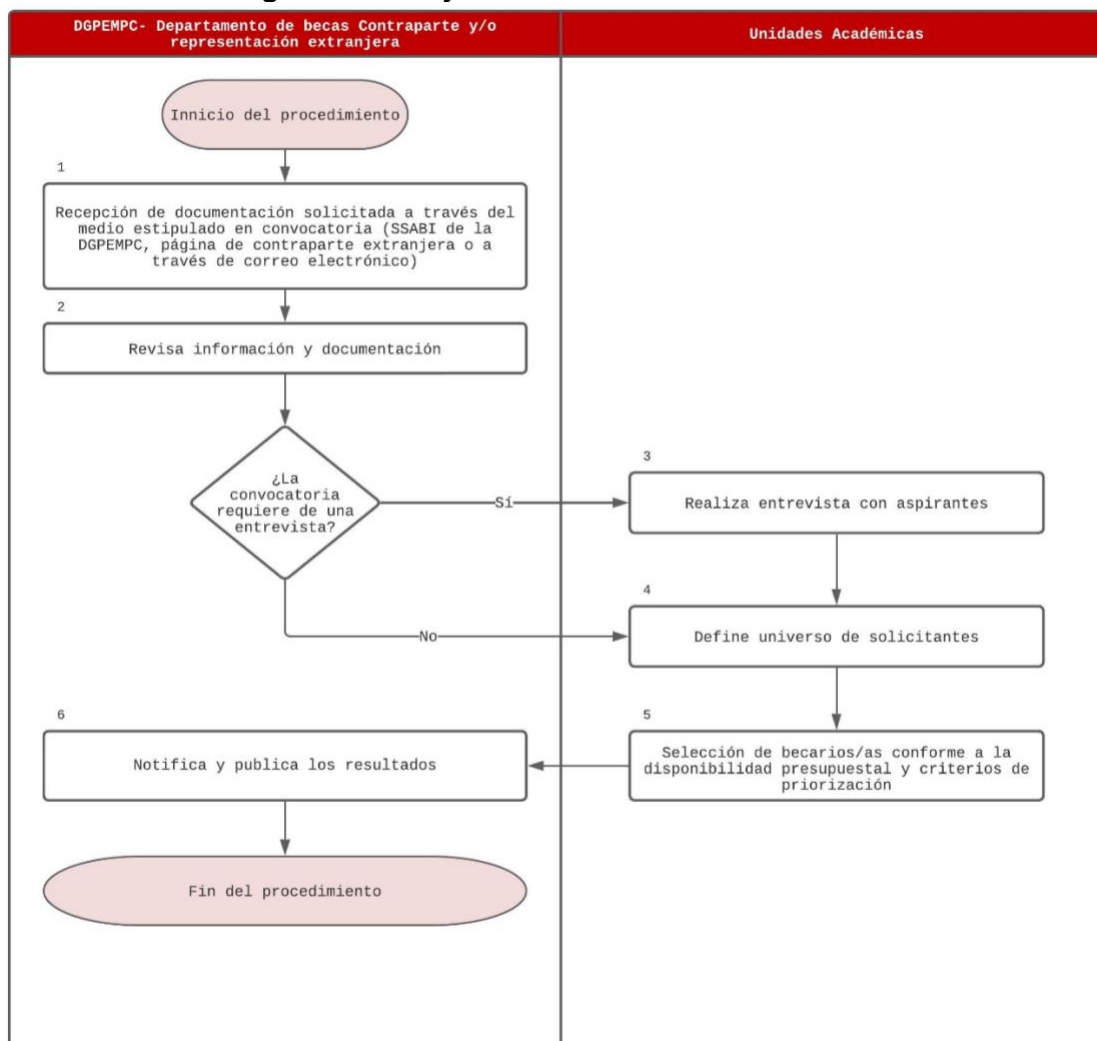 DGPEMPC- Departamento de becas Contraparte y/o
representación extranjera
Unidades Académicas
Innicio del procedimiento
1
Recepción de documentación solicitada a través del
medio estipulado en convocatoria (SSABI de la
DGPEMPC, página de contraparte extranjera o a
través de correo electrónico)
2
Revisa información y documentación
¿La
convocatoria
requiere de una
entrevista?
Sí
3
Realiza entrevista con aspirantes
No
4
Define universo de solicitantes
5
Selección de becarios/as conforme a la
disponibilidad presupuestal y criterios de
priorización
6
Notifica y publica los resultados
Fin del procedimiento